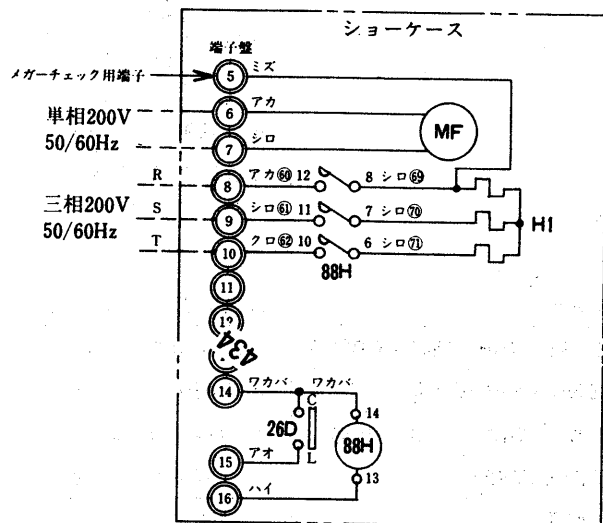 ショーケース
端子盤
メガーチェック用端子 5 ミズ
単相200V 6 アカ
MF
50/60Hz 7 シロ
R 8 アカ60 12 8 シロ69
三相200V S 9 シロ61 11 7 シロ70 H1
50/60Hz T 10 クロ62 10 6 シロ71
88H
11
12
434
14 ワカバ ワカバ
C 14
26D 88H
L
15 アオ
13
16 ハイ